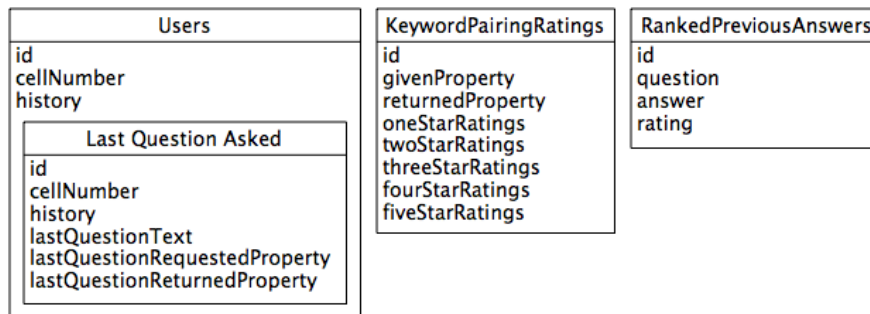 Users
id
cellNumber
history
Last Question Asked
id
cellNumber
history
lastQuestionText
lastQuestionRequestedProperty
lastQuestionReturnedProperty
KeywordPairingRatings
id
givenProperty
returnedProperty
oneStarRatings
twoStarRatings
threeStarRatings
fourStarRatings
fiveStarRatings
RankedPreviousAnswers
id
question
answer
rating